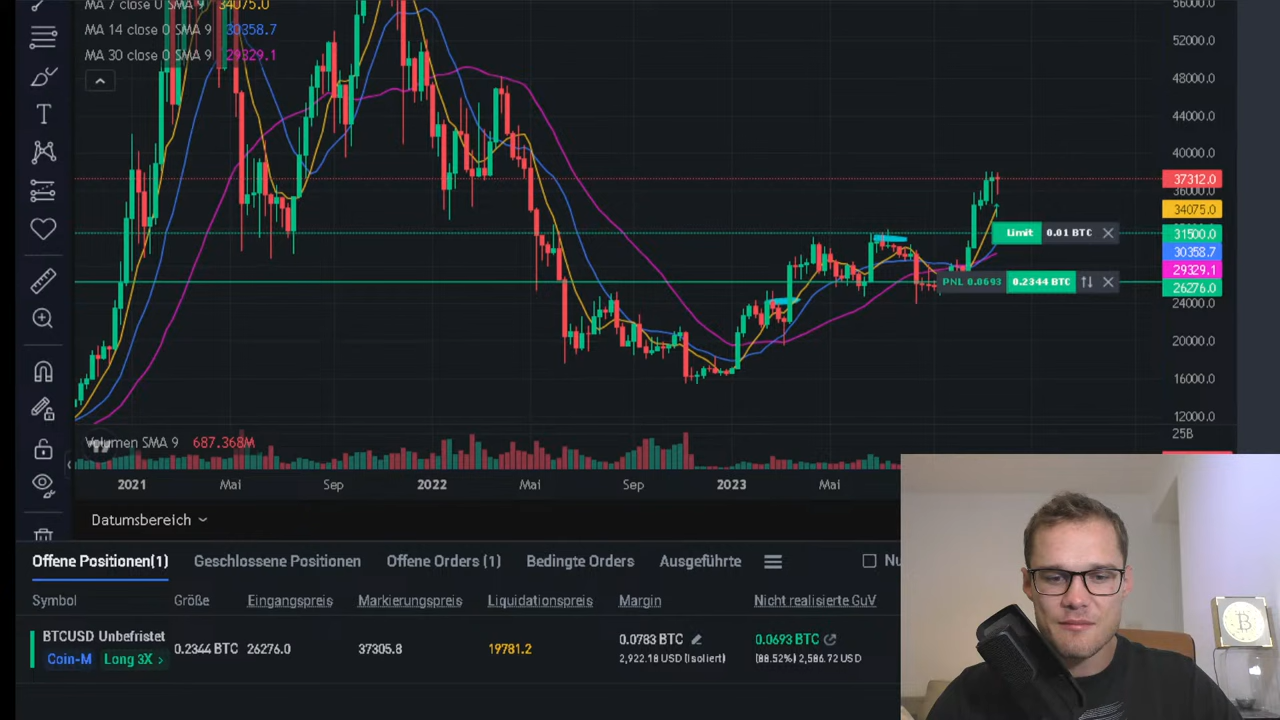 MA 7 close 0 SMA 9 34075.0
MA 14 close 0 SMA 9 30358.7
MA 30 close 0 SMA 9 29329.1
56000.0
52000.0
48000.0
44000.0
40000.0
37312.0
36000.0
34075.0
31500.0
30358.7
29329.1
26276.0
24000.0
20000.0
16000.0
12000.0
25B
Limit 0.01 BTC
PNL 0.0693 0.2344 BTC
Volumen SMA 9 687.368M
2021 Mai Sep 2022 Mai Sep 2023 Mai
Datumsbereich
Offene Positionen(1) Geschlossene Positionen Offene Orders (1) Bedingte Orders Ausgeführte Nu
Symbol Größe Eingangspreis Markierungspreis Liquidationspreis Margin Nicht realisierte GuV
BTCUSD Unbefristet
Coin-M Long 3X >
0.2344 BTC 26276.0 37305.8 19781.2
0.0783 BTC
2,922.18 USD (Isoliert)
0.0693 BTC
(88.52%) 2,586.72 USD